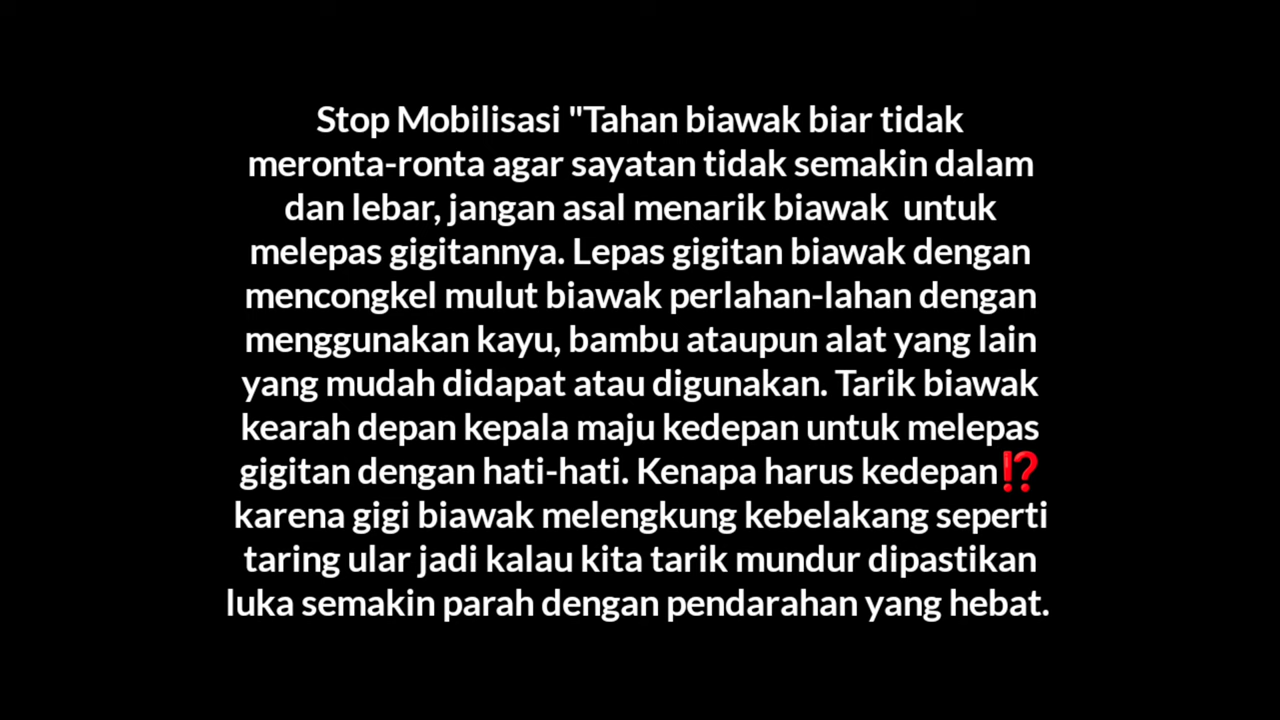 Stop Mobilisasi "Tahan biawak biar tidak
meronta-ronta agar sayatan tidak semakin dalam
dan lebar, jangan asal menarik biawak  untuk
melepas gigitannya. Lepas gigitan biawak dengan
mencongkel mulut biawak perlahan-lahan dengan
menggunakan kayu, bambu ataupun alat yang lain
yang mudah didapat atau digunakan. Tarik biawak
kearah depan kepala maju kedepan untuk melepas
gigitan dengan hati-hati. Kenapa harus kedepan⁉️
karena gigi biawak melengkung kebelakang seperti
taring ular jadi kalau kita tarik mundur dipastikan
luka semakin parah dengan pendarahan yang hebat.